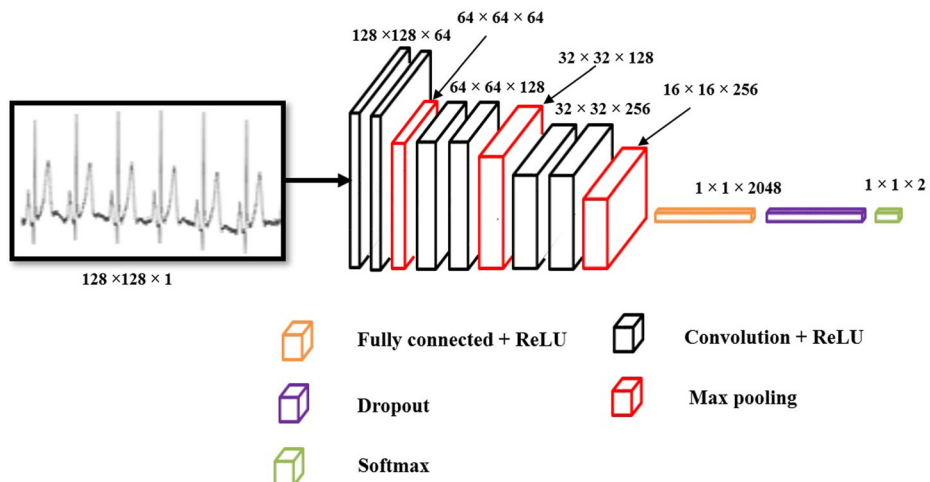 64 × 64 × 64
128 ×128 × 64
32 × 32 × 128
64 × 64 × 128
16 × 16 × 256
32 × 32 × 256
1 × 1 × 2048
1 × 1 × 2
128 ×128 × 1
Fully connected + ReLU
Convolution + ReLU
Dropout
Max pooling
Softmax